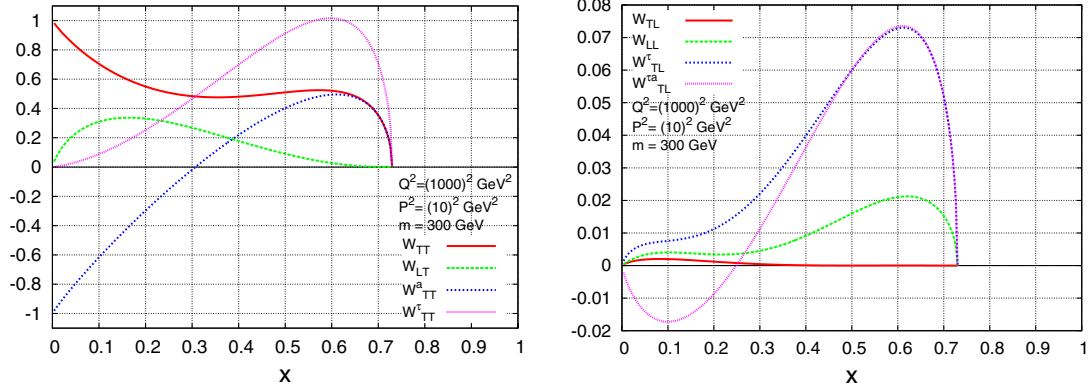 1
0.8
0.6
0.4
0.2
0
-0.2
-0.4
-0.6
-0.8
-1
0 0.1 0.2 0.3 0.4 0.5 0.6 0.7 0.8 0.9 1
X
Q²=(1000)² GeV²
P²= (10)² GeV²
m = 300 GeV
W_TT
W_LT
W^a_TT
W^τ_TT
0.08
0.07
0.06
0.05
0.04
0.03
0.02
0.01
0
-0.01
-0.02
0 0.1 0.2 0.3 0.4 0.5 0.6 0.7 0.8 0.9 1
X
W_TL
W_LL
W^τ_TL
W^τa_TL
Q²=(1000)² GeV²
P²= (10)² GeV²
m = 300 GeV